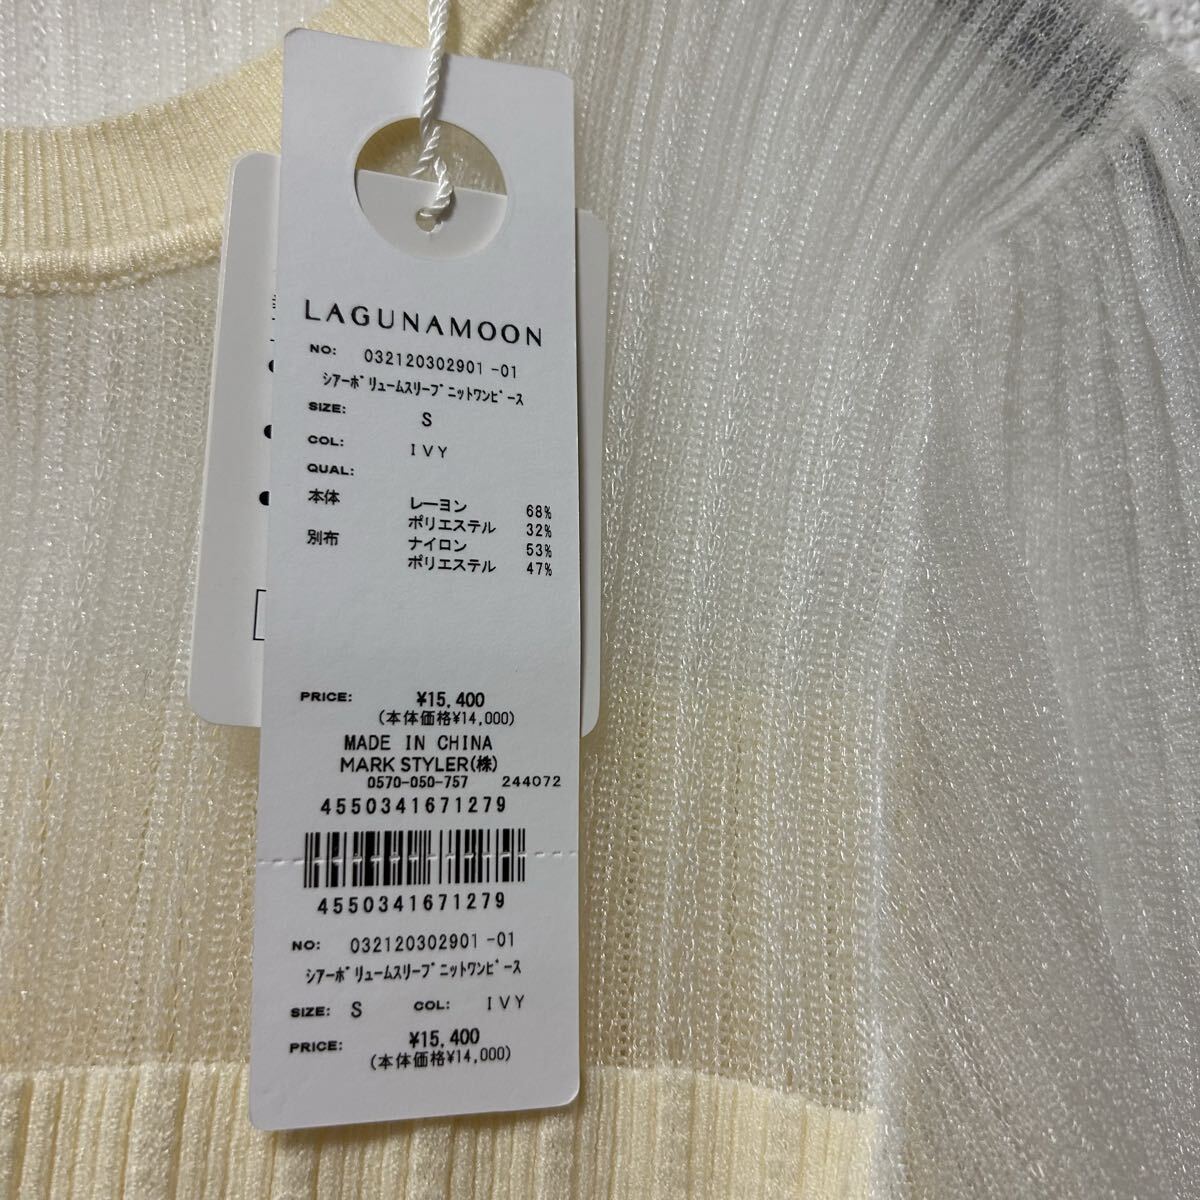 LAGUNAMOON
NO: 032120302901 -01
ｼｱｰﾎﾞﾘｭｰﾑｽﾘｰﾌﾞﾆｯﾄﾜﾝﾋﾟｰｽ
SIZE: S
COL: IVY
QUAL:
本体 レーヨン 68%
ポリエステル 32%
別布 ナイロン 53%
ポリエステル 47%
PRICE: ¥15,400
(本体価格¥14,000)
MADE IN CHINA
MARK STYLER(株)
0570-050-757 244072
4550341671279
4550341671279
NO: 032120302901 -01
ｼｱｰﾎﾞﾘｭｰﾑｽﾘｰﾌﾞﾆｯﾄﾜﾝﾋﾟｰｽ
SIZE: S COL: IVY
PRICE: ¥15,400
(本体価格¥14,000)